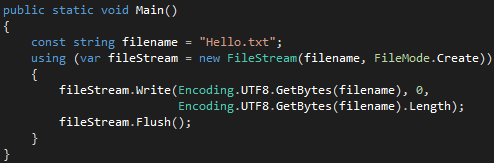 public static void Main()
{
    const string filename = "Hello.txt";
    using (var fileStream = new FileStream(filename, FileMode.Create))
    {
        fileStream.Write(Encoding.UTF8.GetBytes(filename), 0,
                         Encoding.UTF8.GetBytes(filename).Length);
        fileStream.Flush();
    }
}